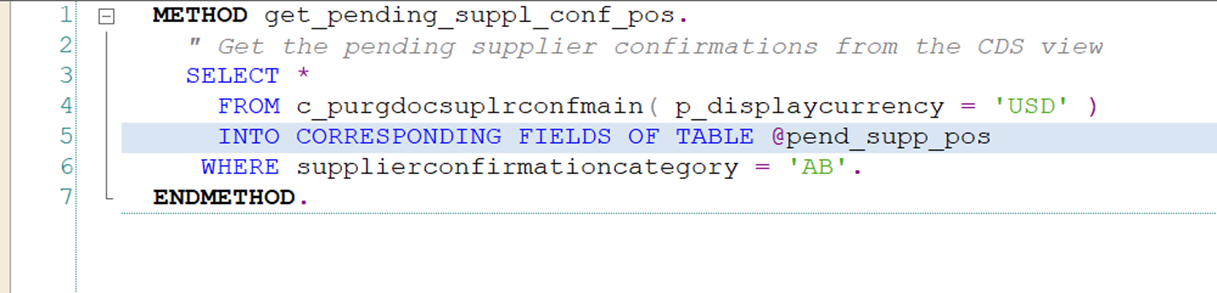 1 METHOD get_pending_suppl_conf_pos.
2 " Get the pending supplier confirmations from the CDS view
3 SELECT *
4 FROM c_purgdocsuplrconfmain( p_displaycurrency = 'USD' )
5 INTO CORRESPONDING FIELDS OF TABLE @pend_supp_pos
6 WHERE supplierconfirmationcategory = 'AB'.
7 ENDMETHOD.